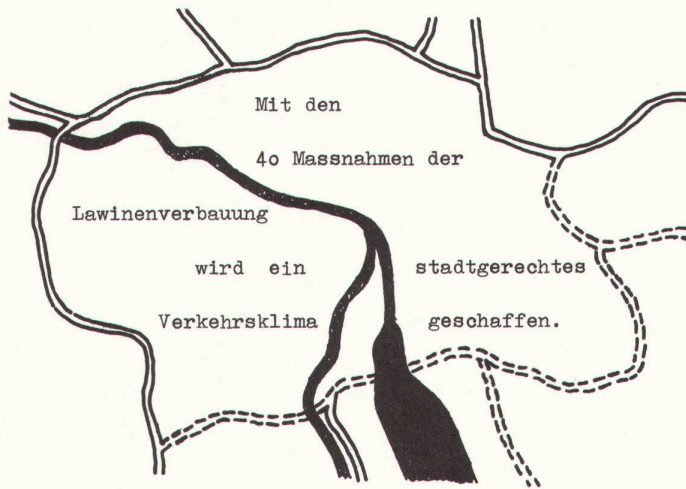 Mit den
4o Massnahmen der
Lawinenverbauung
wird ein stadtgerechtes
Verkehrsklima geschaffen.